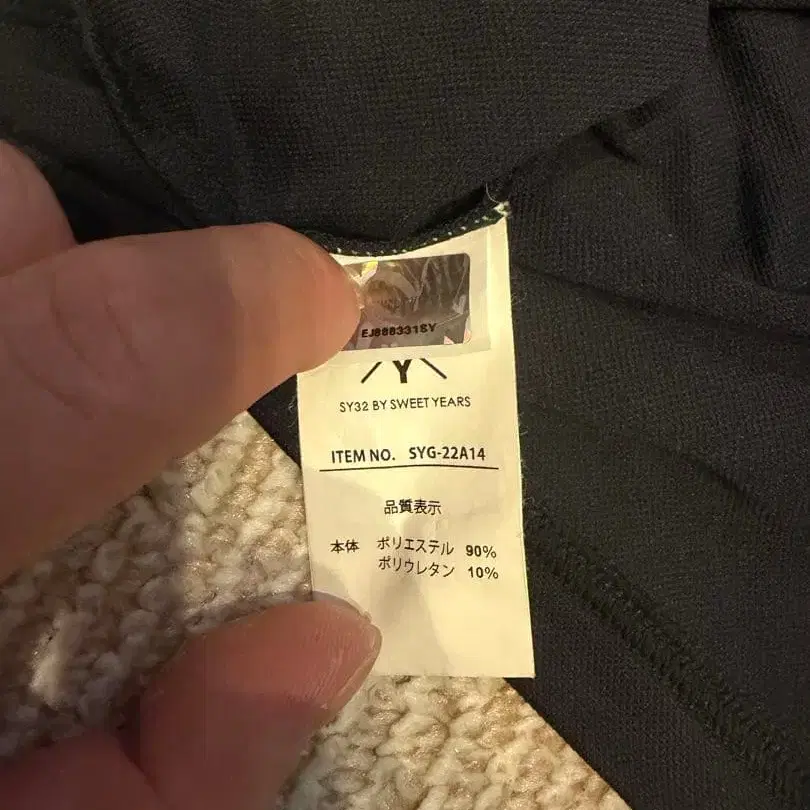 EJ888331SY
Y
SY32 BY SWEET YEARS
ITEM NO. SYG-22A14
品質表示
本体 ポリエステル 90%
ポリウレタン 10%